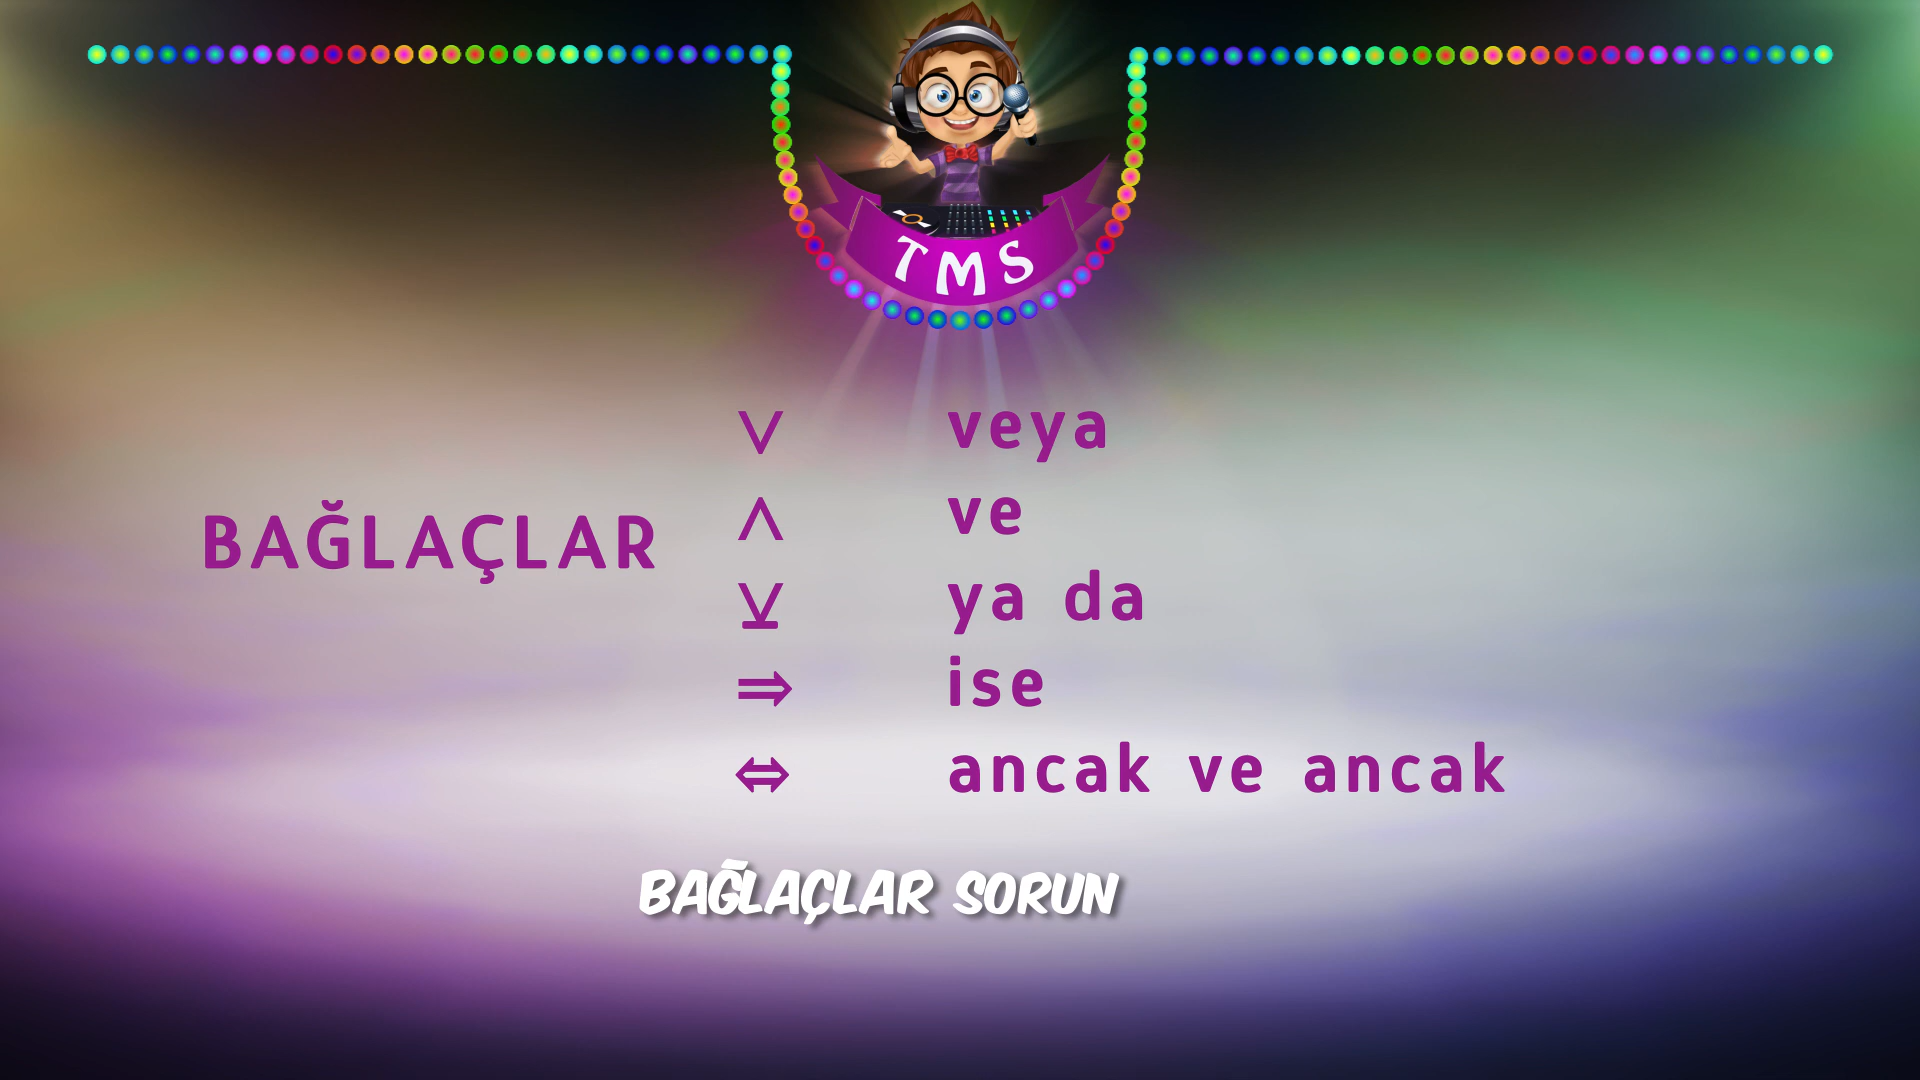 TMS
BAĞLAÇLAR
∨ veya
∧ ve
⊻ ya da
⇒ ise
⇔ ancak ve ancak
BAĞLAÇLAR SORUN